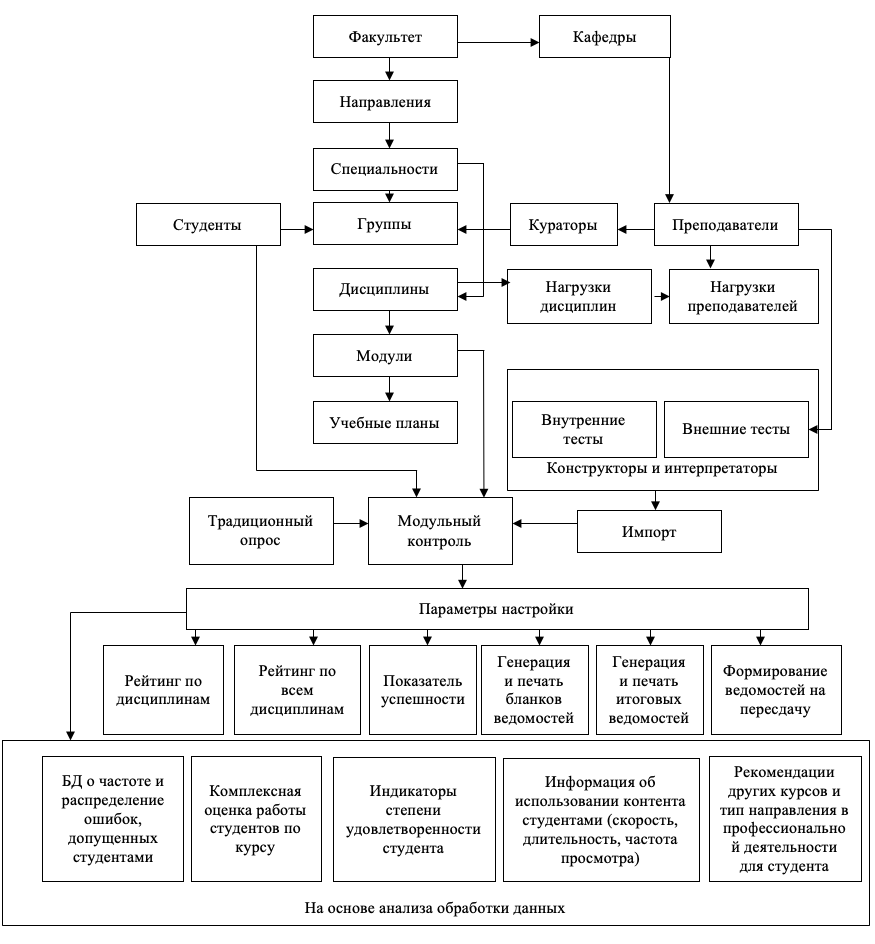 Факультет
Кафедры
Направления
Специальности
Студенты
Группы
Кураторы
Преподаватели
Дисциплины
Нагрузки
дисциплин
Нагрузки
преподавателей
Модули
Учебные планы
Внутренние
тесты
Внешние тесты
Конструкторы и интерпретаторы
Традиционный
опрос
Модульный
контроль
Импорт
Параметры настройки
Рейтинг по
дисциплинам
Рейтинг по
всем
дисциплинам
Показатель
успешности
Генерация
и печать
бланков
ведомостей
Генерация
и печать
итоговых
ведомостей
Формирование
ведомостей на
пересдачу
БД о частоте и
распределение
ошибок,
допущенных
студентами
Комплексная
оценка работы
студентов по
курсу
Индикаторы
степени
удовлетворенности
студента
Информация об
использовании контента
студентами (скорость,
длительность, частота
просмотра)
Рекомендации
других курсов и
тип направления в
профессионально
й деятельности
для студента
На основе анализа обработки данных